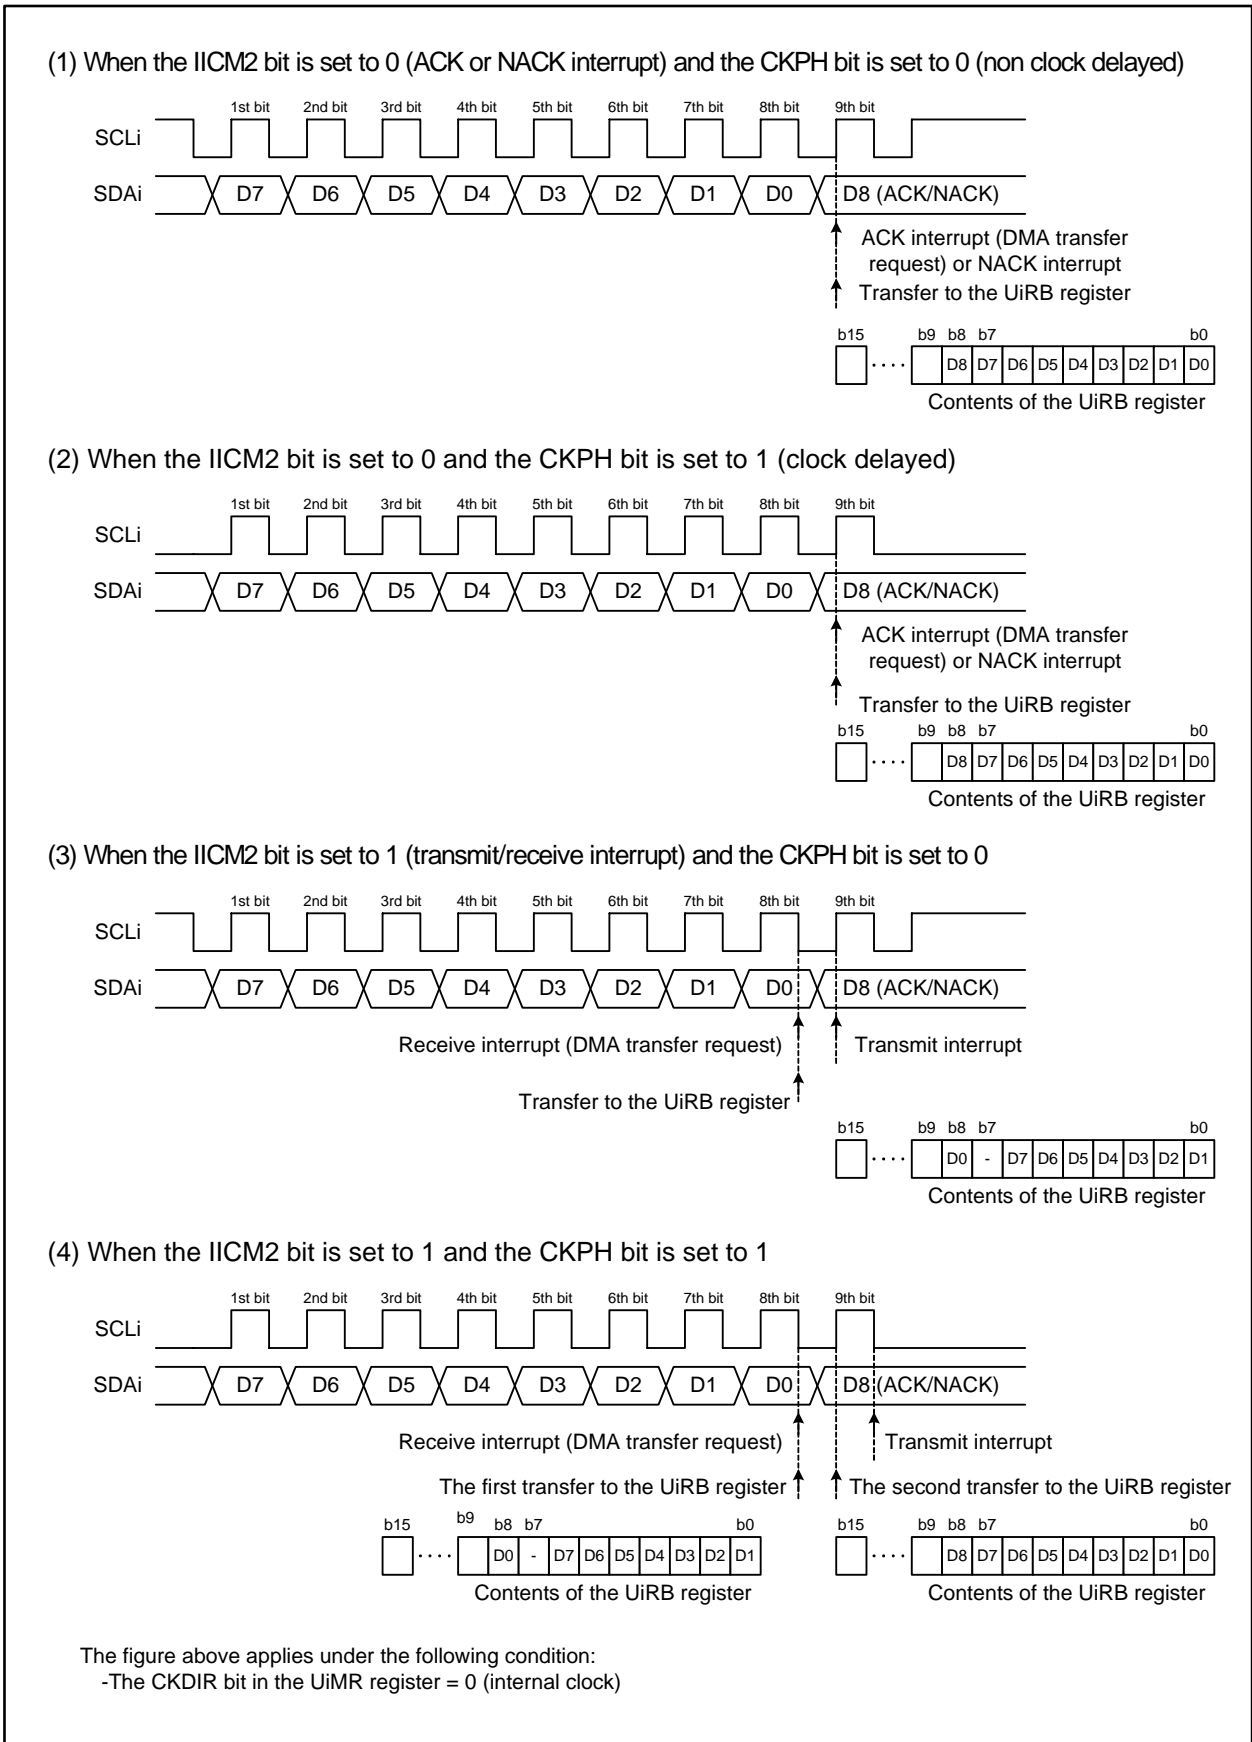 (1) When the IICM2 bit is set to 0 (ACK or NACK interrupt) and the CKPH bit is set to 0 (non clock delayed)
1st bit 2nd bit 3rd bit 4th bit 5th bit 6th bit 7th bit 8th bit 9th bit
SCLi
SDAi D7 D6 D5 D4 D3 D2 D1 D0 D8 (ACK/NACK)
ACK interrupt (DMA transfer
request) or NACK interrupt
Transfer to the UiRB register
b15 b9 b8 b7 b0
···· D8 D7 D6 D5 D4 D3 D2 D1 D0
Contents of the UiRB register
(2) When the IICM2 bit is set to 0 and the CKPH bit is set to 1 (clock delayed)
1st bit 2nd bit 3rd bit 4th bit 5th bit 6th bit 7th bit 8th bit 9th bit
SCLi
SDAi D7 D6 D5 D4 D3 D2 D1 D0 D8 (ACK/NACK)
ACK interrupt (DMA transfer
request) or NACK interrupt
Transfer to the UiRB register
b15 b9 b8 b7 b0
···· D8 D7 D6 D5 D4 D3 D2 D1 D0
Contents of the UiRB register
(3) When the IICM2 bit is set to 1 (transmit/receive interrupt) and the CKPH bit is set to 0
1st bit 2nd bit 3rd bit 4th bit 5th bit 6th bit 7th bit 8th bit 9th bit
SCLi
SDAi D7 D6 D5 D4 D3 D2 D1 D0 D8 (ACK/NACK)
Receive interrupt (DMA transfer request) Transmit interrupt
Transfer to the UiRB register
b15 b9 b8 b7 b0
···· D0 - D7 D6 D5 D4 D3 D2 D1
Contents of the UiRB register
(4) When the IICM2 bit is set to 1 and the CKPH bit is set to 1
1st bit 2nd bit 3rd bit 4th bit 5th bit 6th bit 7th bit 8th bit 9th bit
SCLi
SDAi D7 D6 D5 D4 D3 D2 D1 D0 D8 (ACK/NACK)
Receive interrupt (DMA transfer request) Transmit interrupt
The first transfer to the UiRB register The second transfer to the UiRB register
b15 b9 b8 b7 b0 b15 b9 b8 b7 b0
···· D0 - D7 D6 D5 D4 D3 D2 D1 ···· D8 D7 D6 D5 D4 D3 D2 D1 D0
Contents of the UiRB register Contents of the UiRB register
The figure above applies under the following condition:
-The CKDIR bit in the UiMR register = 0 (internal clock)